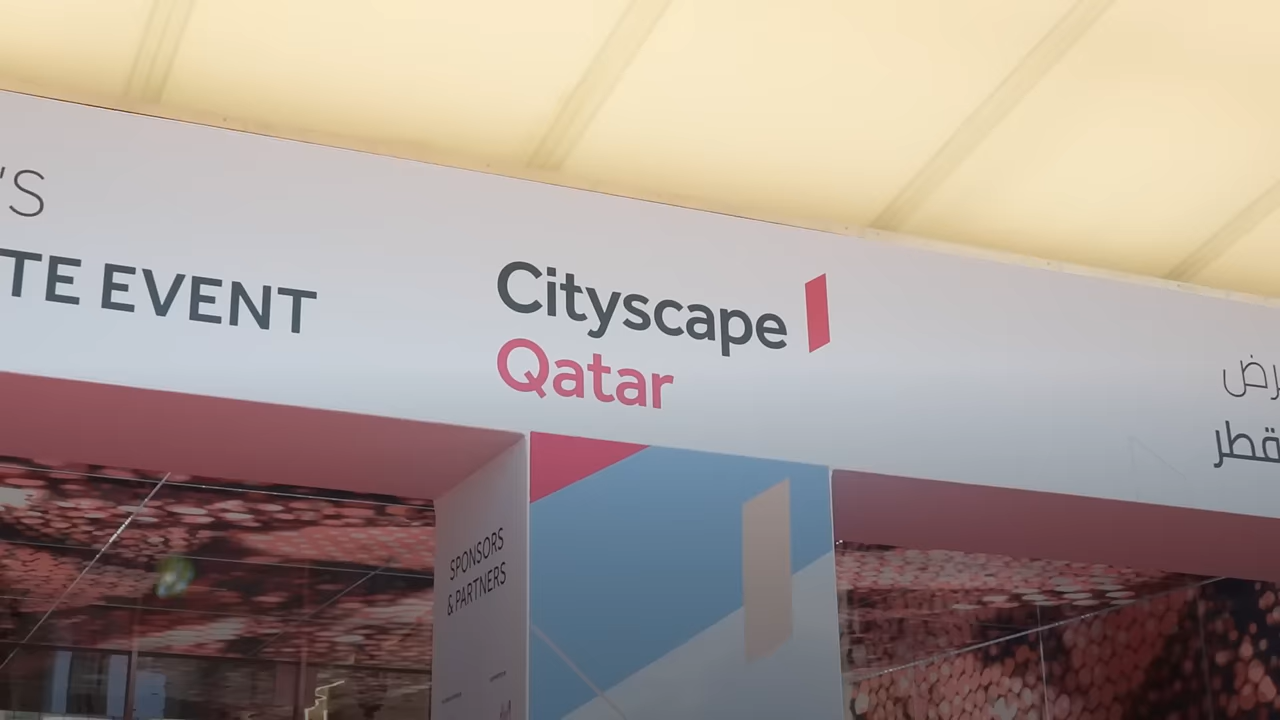 'S
TE EVENT
Cityscape
Qatar
رض
قطر
SPONSORS
& PARTNERS